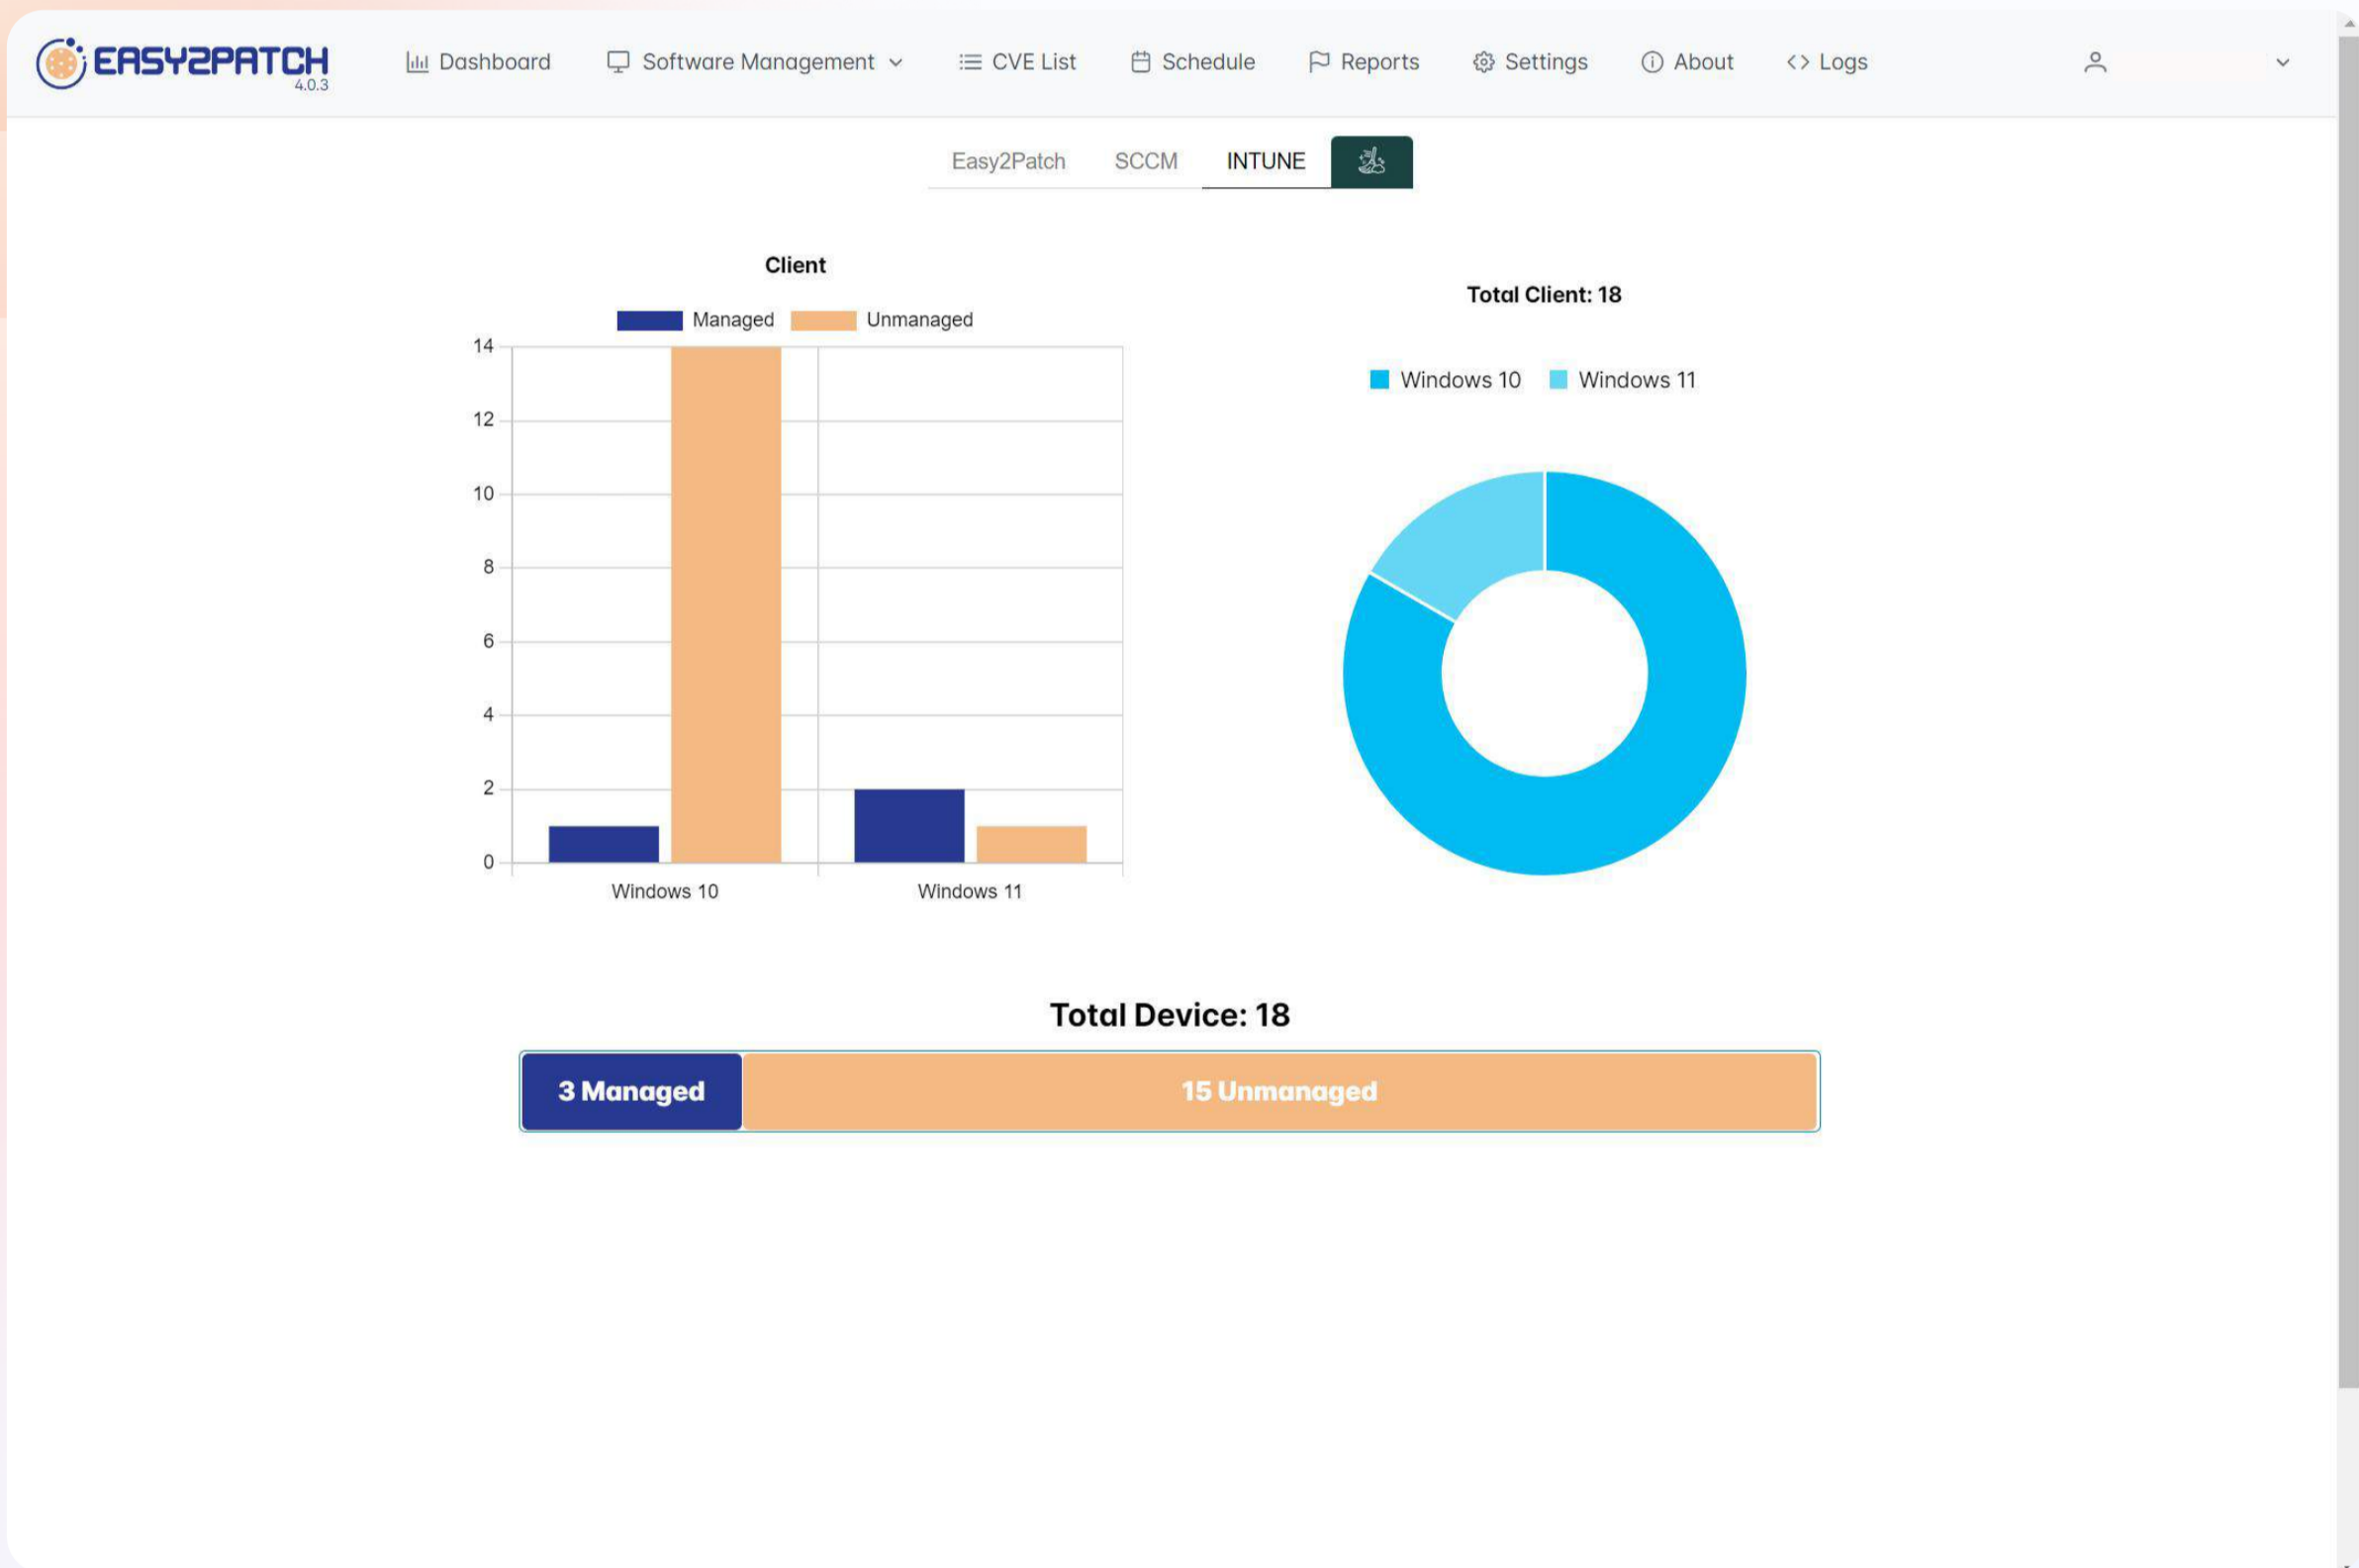 EASY2PATCH
4.0.3
Dashboard Software Management CVE List Schedule Reports Settings About Logs
Easy2Patch SCCM INTUNE
Client
Managed Unmanaged
14
12
10
8
6
4
2
0
Windows 10 Windows 11
Total Client: 18
Windows 10 Windows 11
Total Device: 18
3 Managed 15 Unmanaged